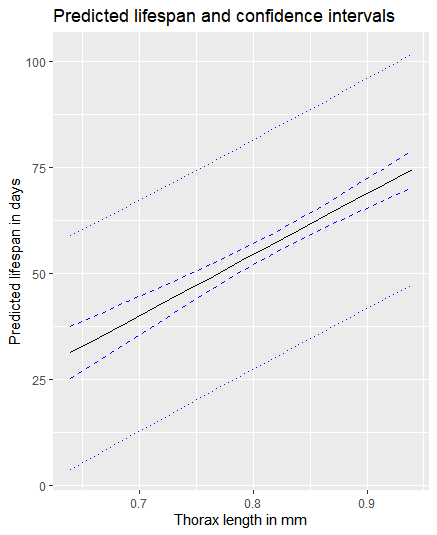 Predicted lifespan and confidence intervals
100
75
50
25
0
Predicted lifespan in days
0.7 0.8 0.9
Thorax length in mm